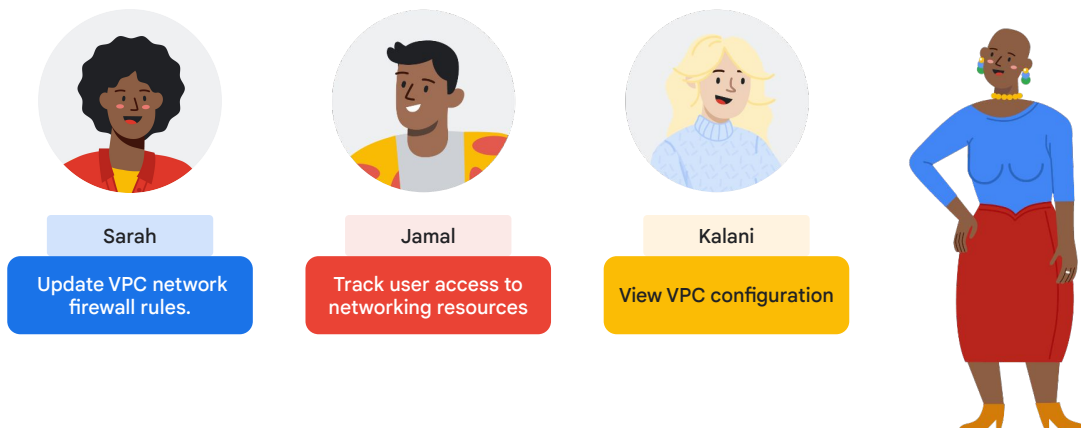 Sarah
Jamal
Kalani
Update VPC network
firewall rules.
Track user access to
networking resources
View VPC configuration